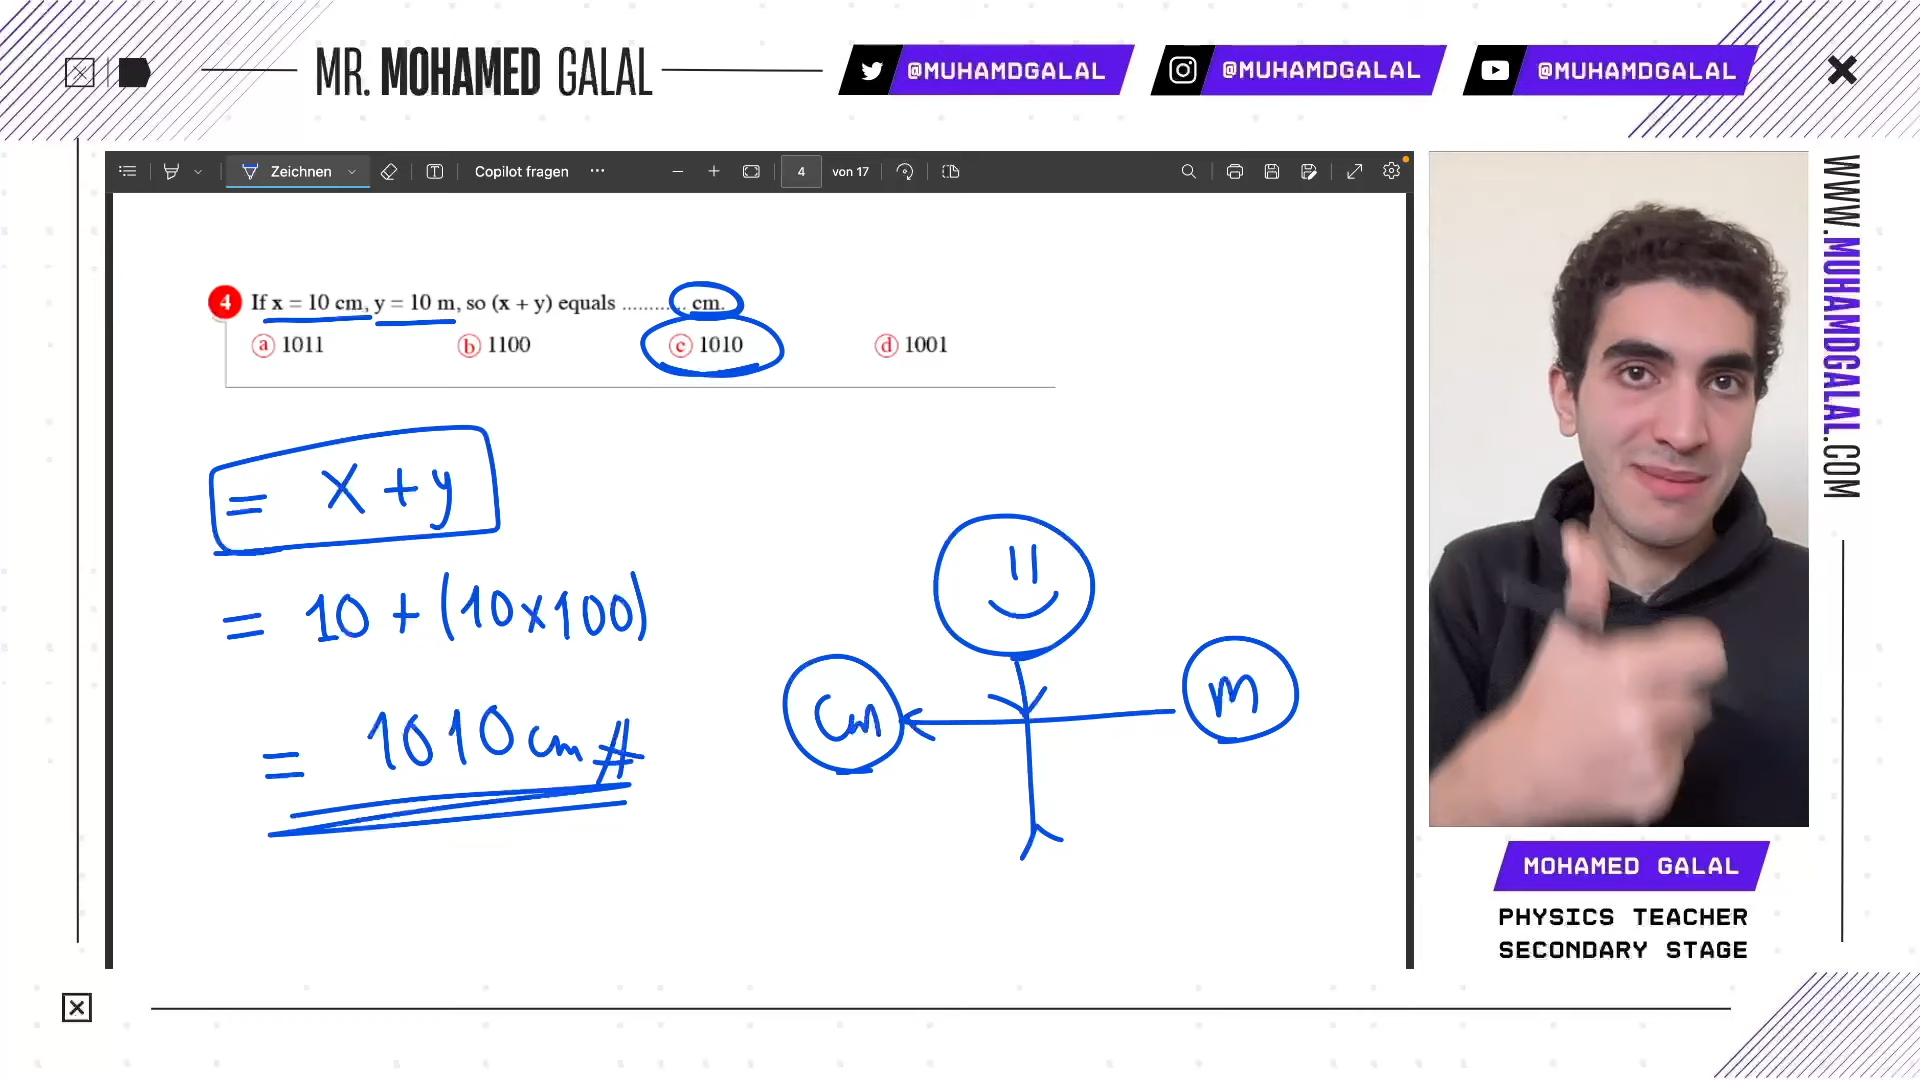 MR. MOHAMED GALAL
@MUHAMDGALAL
@MUHAMDGALAL
@MUHAMDGALAL
Zeichnen
Copilot fragen
4 von 17
4 If x = 10 cm, y = 10 m, so (x + y) equals .......... cm.
a 1011 b 1100 c 1010 d 1001
= x + y
= 10 + (10x100)
= 1010 cm #
cm
m
WWW.MUHAMDGALAL.COM
MOHAMED GALAL
PHYSICS TEACHER
SECONDARY STAGE